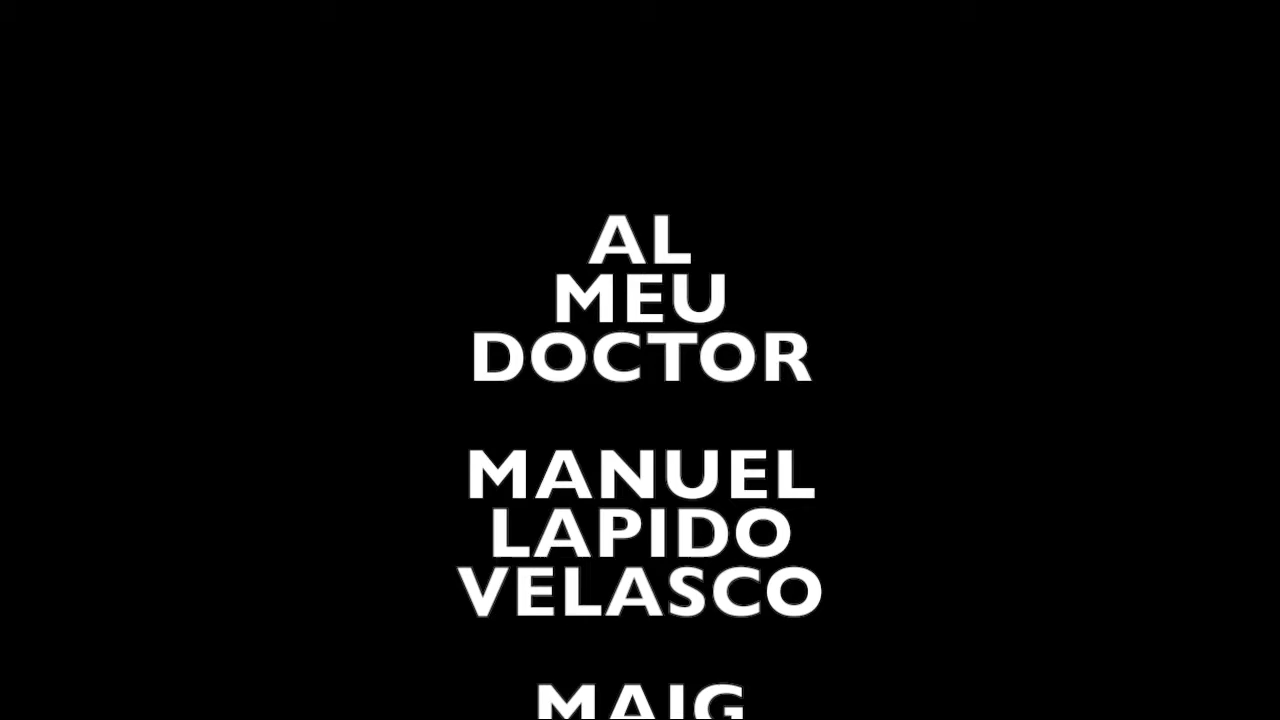 AL
MEU
DOCTOR
MANUEL
LAPIDO
VELASCO
MAIG